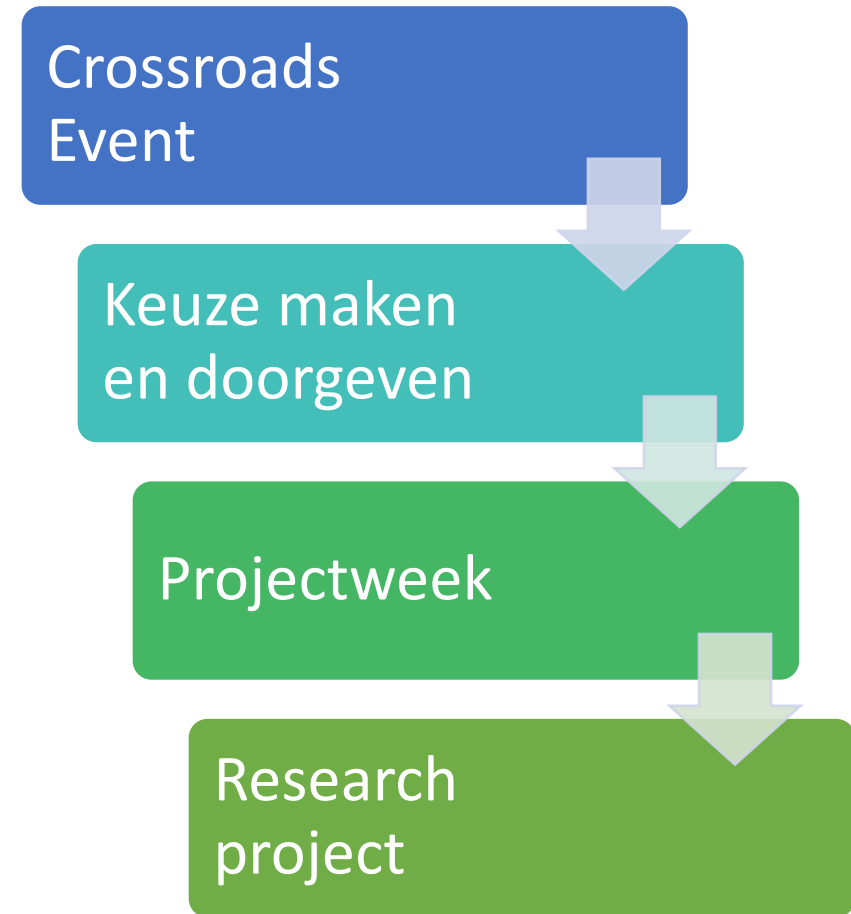 Crossroads
Event
Keuze maken
en doorgeven
Projectweek
Research
project